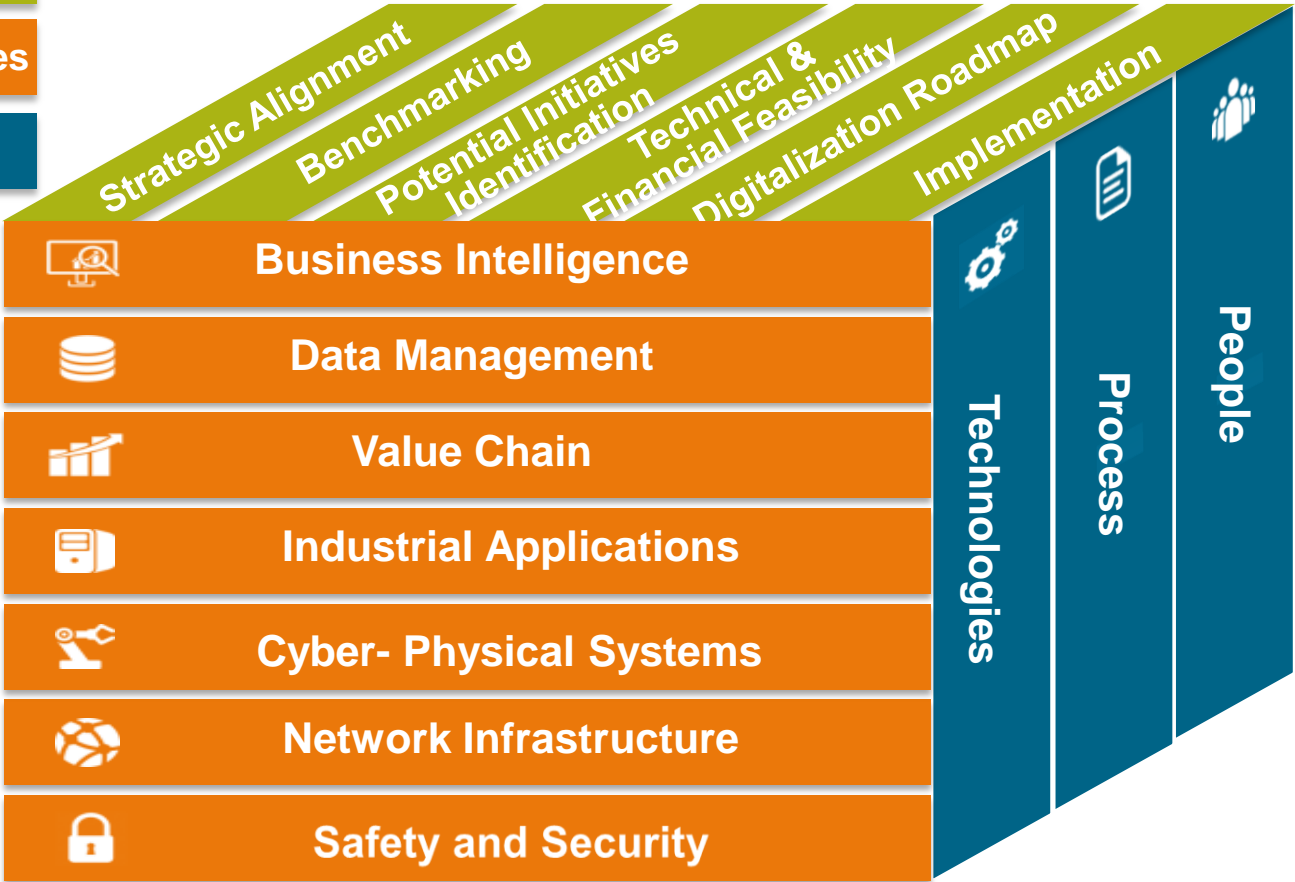 es
Strategic Alignment
Benchmarking
Potential Initiatives
Identification
Technical &
Financial Feasibility
Digitalization Roadmap
Implementation
Business Intelligence
Data Management
Value Chain
Industrial Applications
Cyber- Physical Systems
Network Infrastructure
Safety and Security
Technologies
Process
People